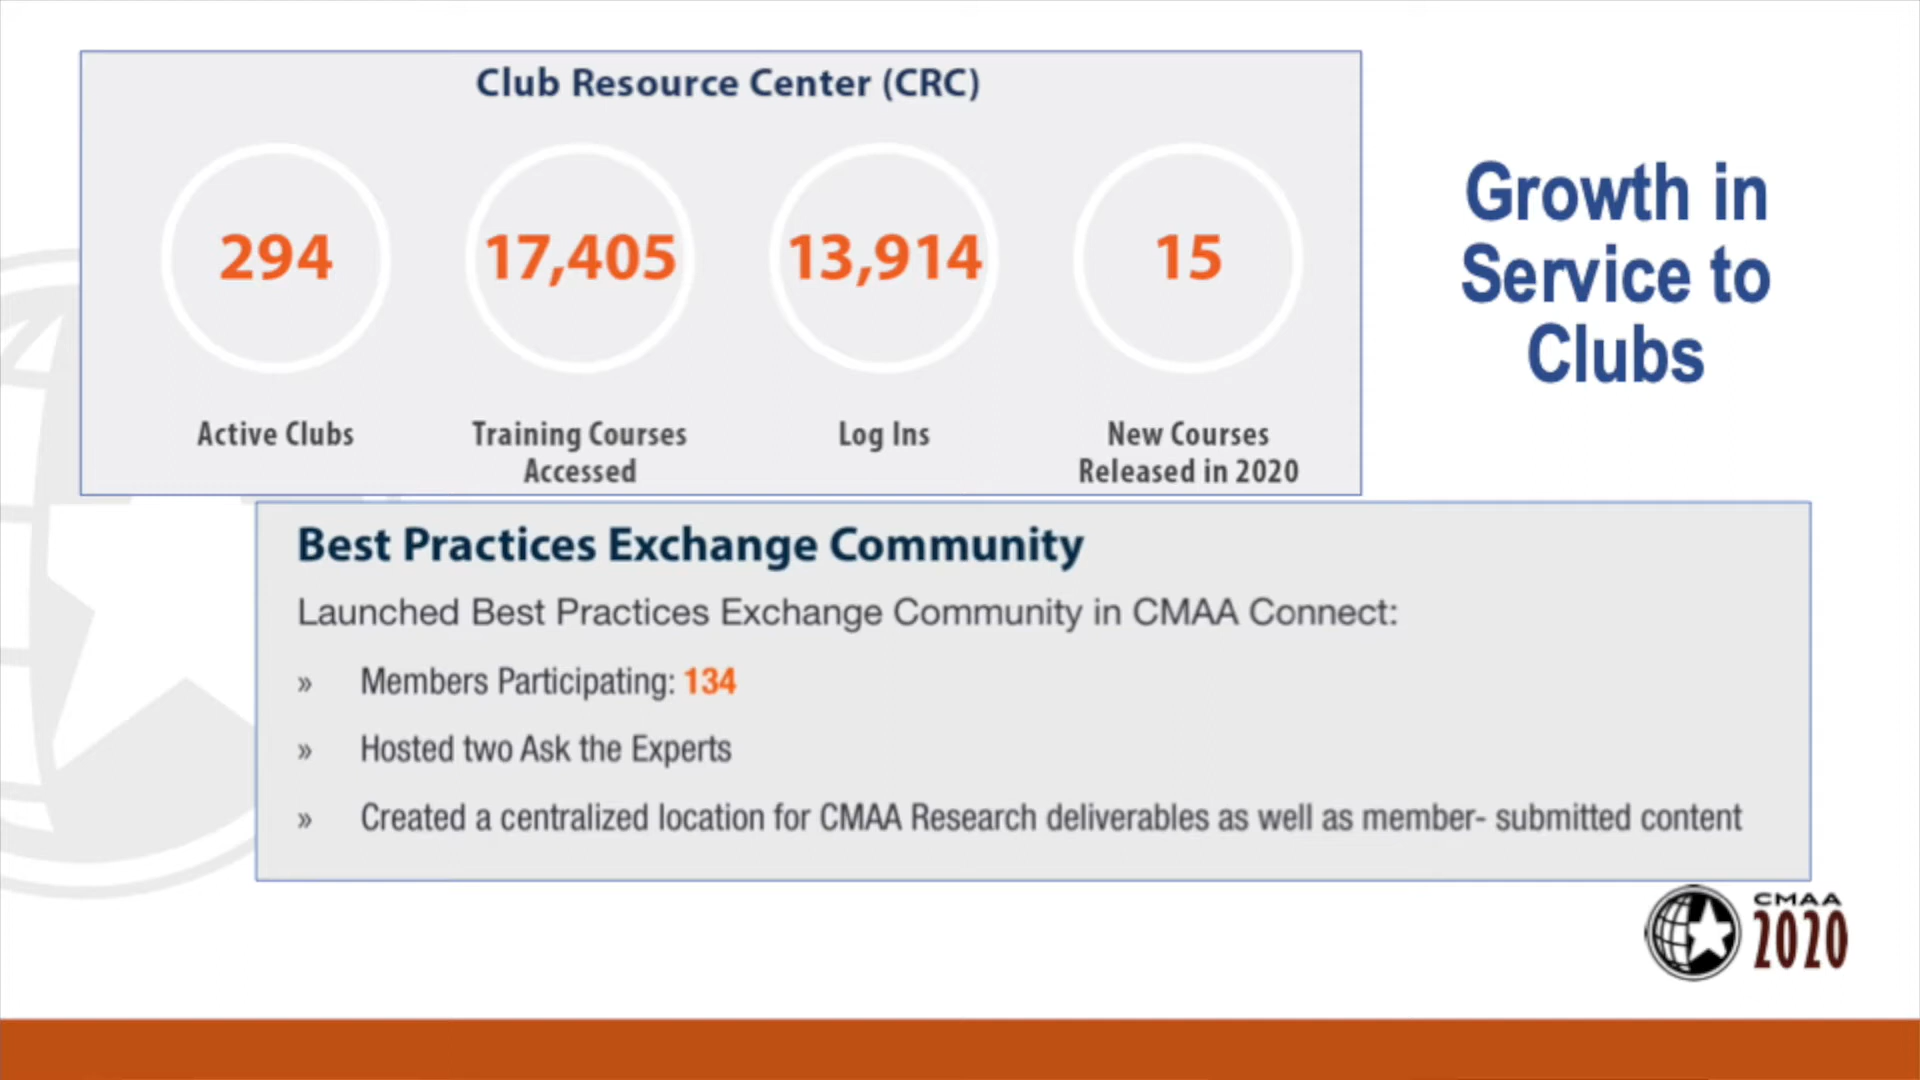 Club Resource Center (CRC)
294
17,405
13,914
15
Active Clubs
Training Courses
Accessed
Log Ins
New Courses
Released in 2020
Growth in
Service to
Clubs
Best Practices Exchange Community
Launched Best Practices Exchange Community in CMAA Connect:
» Members Participating: 134
» Hosted two Ask the Experts
» Created a centralized location for CMAA Research deliverables as well as member- submitted content
CMAA
2020